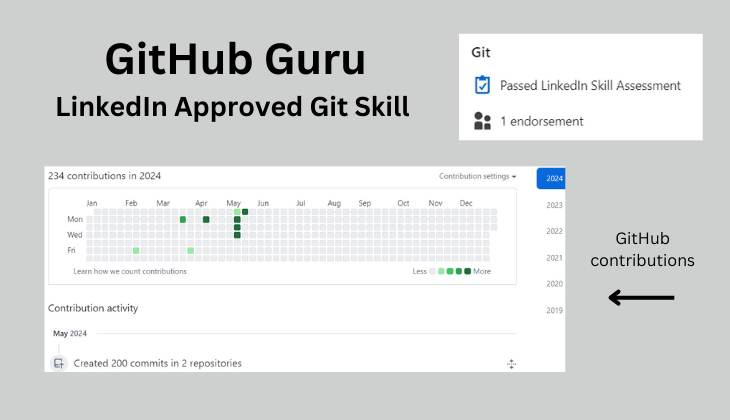 GitHub Guru
LinkedIn Approved Git Skill
Git
Passed LinkedIn Skill Assessment
1 endorsement
234 contributions in 2024
Contribution settings
2024
2023
2022
2021
2020
2019
Jan Feb Mar Apr May Jun Jul Aug Sep Oct Nov Dec
Mon
Wed
Fri
Learn how we count contributions
Less More
Contribution activity
May 2024
Created 200 commits in 2 repositories
GitHub
contributions